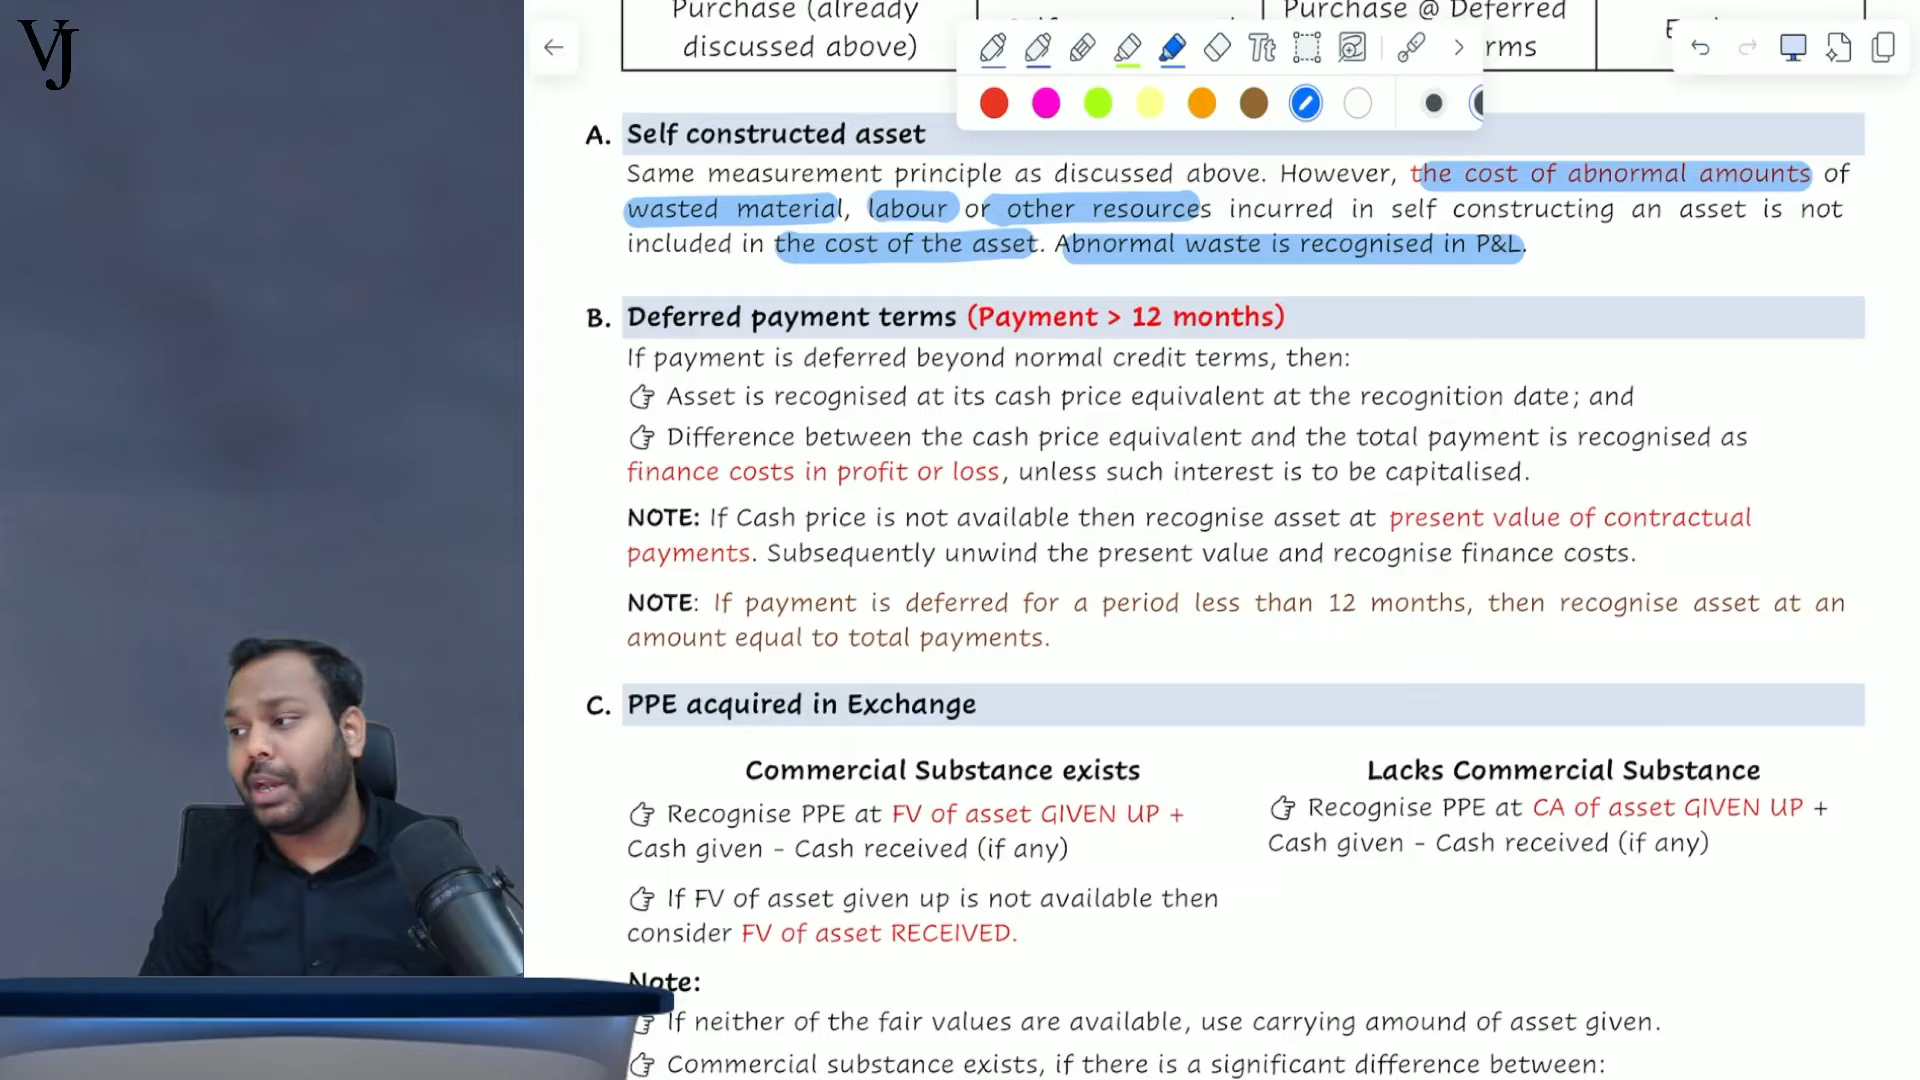 VJ
Purchase (already
discussed above)
Purchase @ Deferred
rms
Tt
A. Self constructed asset
Same measurement principle as discussed above. However, the cost of abnormal amounts of
wasted material, labour or other resources incurred in self constructing an asset is not
included in the cost of the asset. Abnormal waste is recognised in P&L.
B. Deferred payment terms (Payment > 12 months)
If payment is deferred beyond normal credit terms, then:
Asset is recognised at its cash price equivalent at the recognition date; and
Difference between the cash price equivalent and the total payment is recognised as
finance costs in profit or loss, unless such interest is to be capitalised.
NOTE: If Cash price is not available then recognise asset at present value of contractual
payments. Subsequently unwind the present value and recognise finance costs.
NOTE: If payment is deferred for a period less than 12 months, then recognise asset at an
amount equal to total payments.
C. PPE acquired in Exchange
Commercial Substance exists
Recognise PPE at FV of asset GIVEN UP +
Cash given - Cash received (if any)
If FV of asset given up is not available then
consider FV of asset RECEIVED.
Lacks Commercial Substance
Recognise PPE at CA of asset GIVEN UP +
Cash given - Cash received (if any)
Note:
If neither of the fair values are available, use carrying amount of asset given.
Commercial substance exists, if there is a significant difference between: